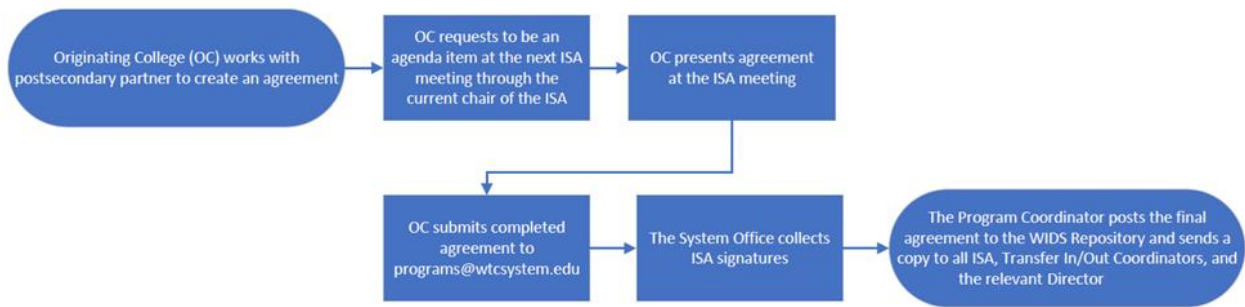 Originating College (OC) works with
postsecondary partner to create an agreement
OC requests to be an
agenda item at the next ISA
meeting through the
current chair of the ISA
OC presents agreement
at the ISA meeting
OC submits completed
agreement to
programs@wtcsystem.edu
The System Office collects
ISA signatures
The Program Coordinator posts the final
agreement to the WIDS Repository and sends a
copy to all ISA, Transfer In/Out Coordinators, and
the relevant Director